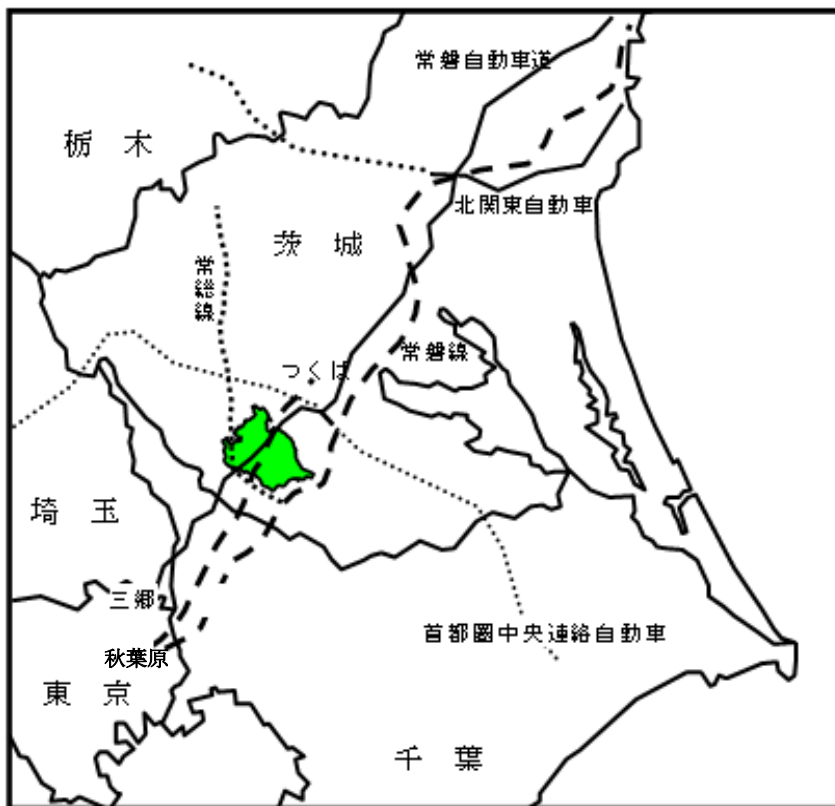 常磐自動車道
栃 木
北関東自動車
茨 城
常総線
常磐線
つくば
埼 玉
三郷
首都圏中央連絡自動車
秋葉原
東 京
千 葉